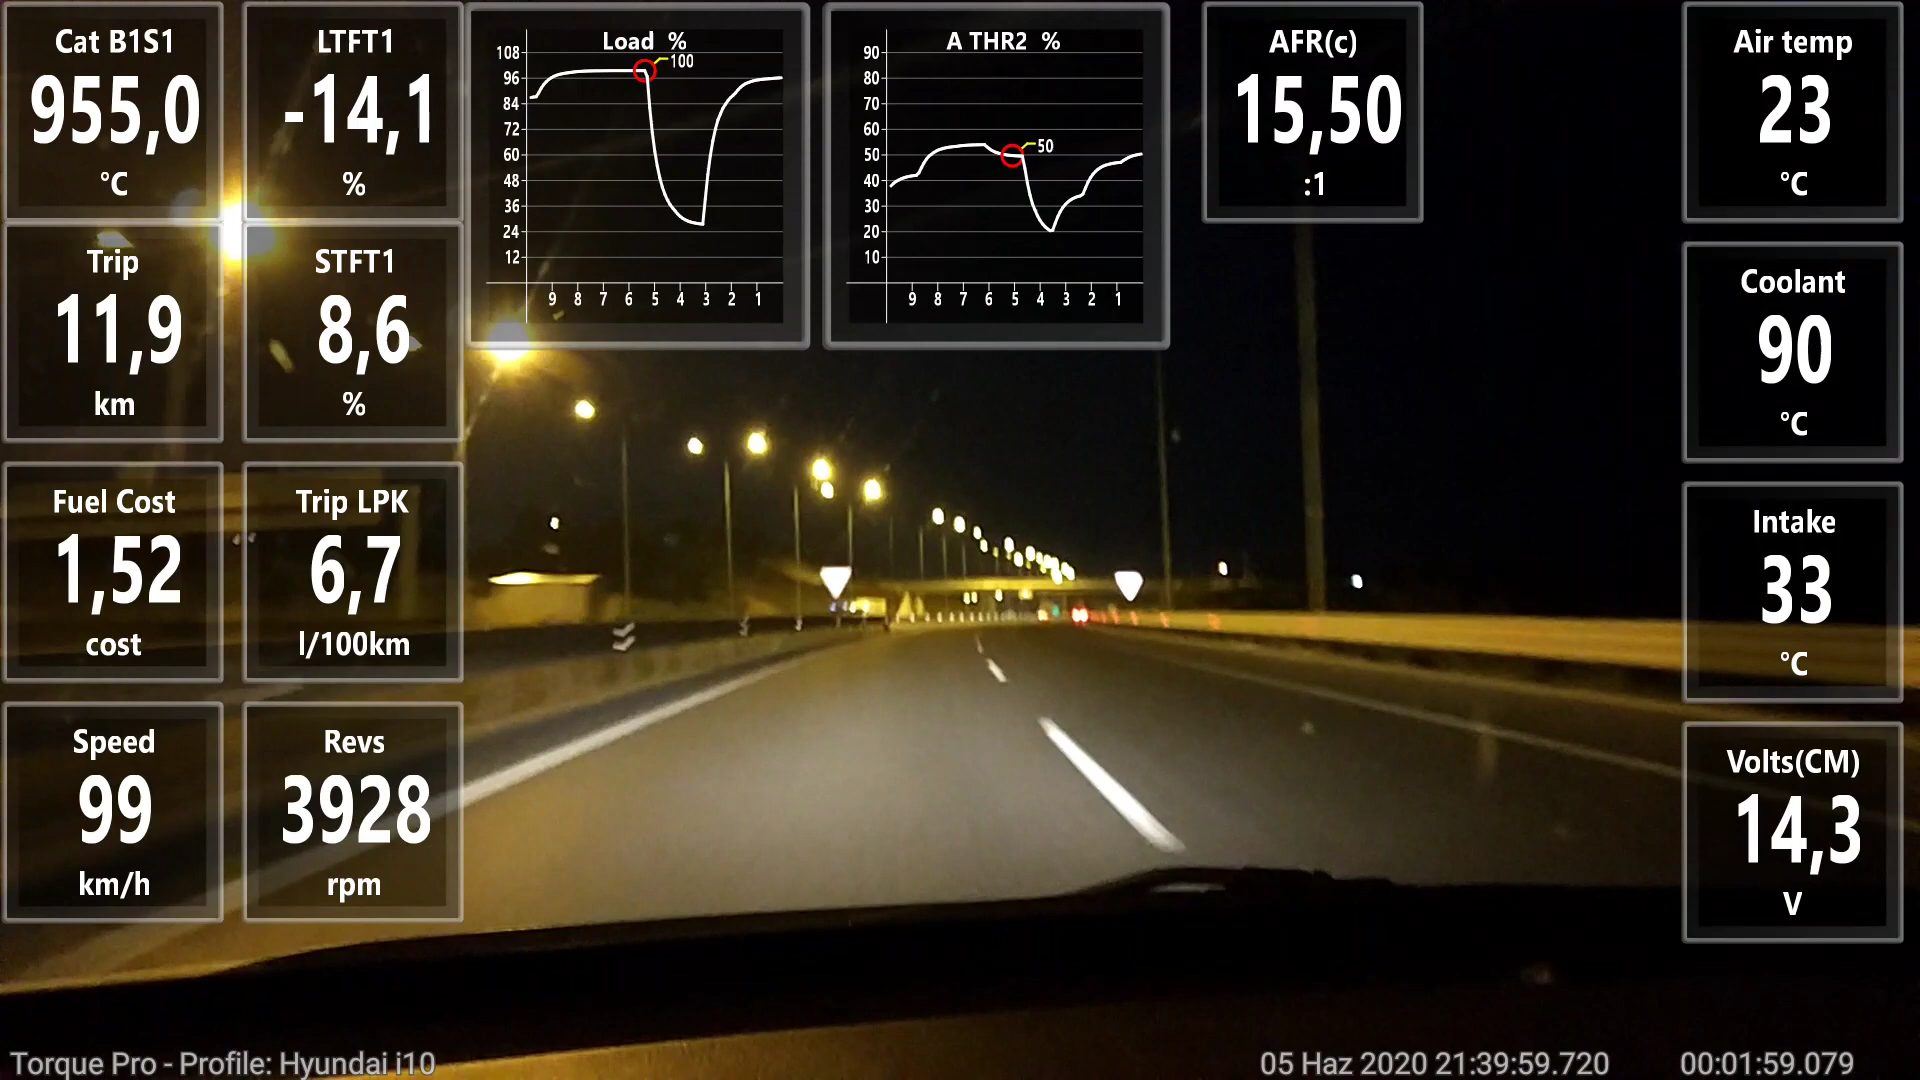 Cat B1S1
955,0
°C
LTFT1
-14,1
%
Load %
100
108
96
84
72
60
48
36
24
12
9 8 7 6 5 4 3 2 1
A THR2 %
50
90
80
70
60
50
40
30
20
10
9 8 7 6 5 4 3 2 1
AFR(c)
15,50
:1
Air temp
23
°C
Trip
11,9
km
STFT1
8,6
%
Coolant
90
°C
Fuel Cost
1,52
cost
Trip LPK
6,7
l/100km
Intake
33
°C
Speed
99
km/h
Revs
3928
rpm
Volts(CM)
14,3
V
Torque Pro - Profile: Hyundai i10
05 Haz 2020 21:39:59.720
00:01:59.079